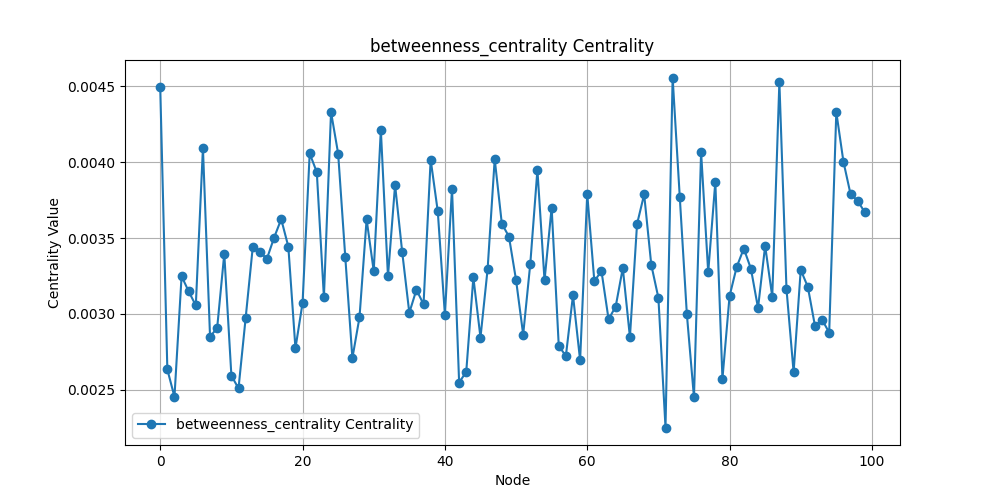 betweenness_centrality Centrality
0.0045
0.0040
0.0035
0.0030
0.0025
Centrality Value
betweenness_centrality Centrality
0 20 40 60 80 100
Node